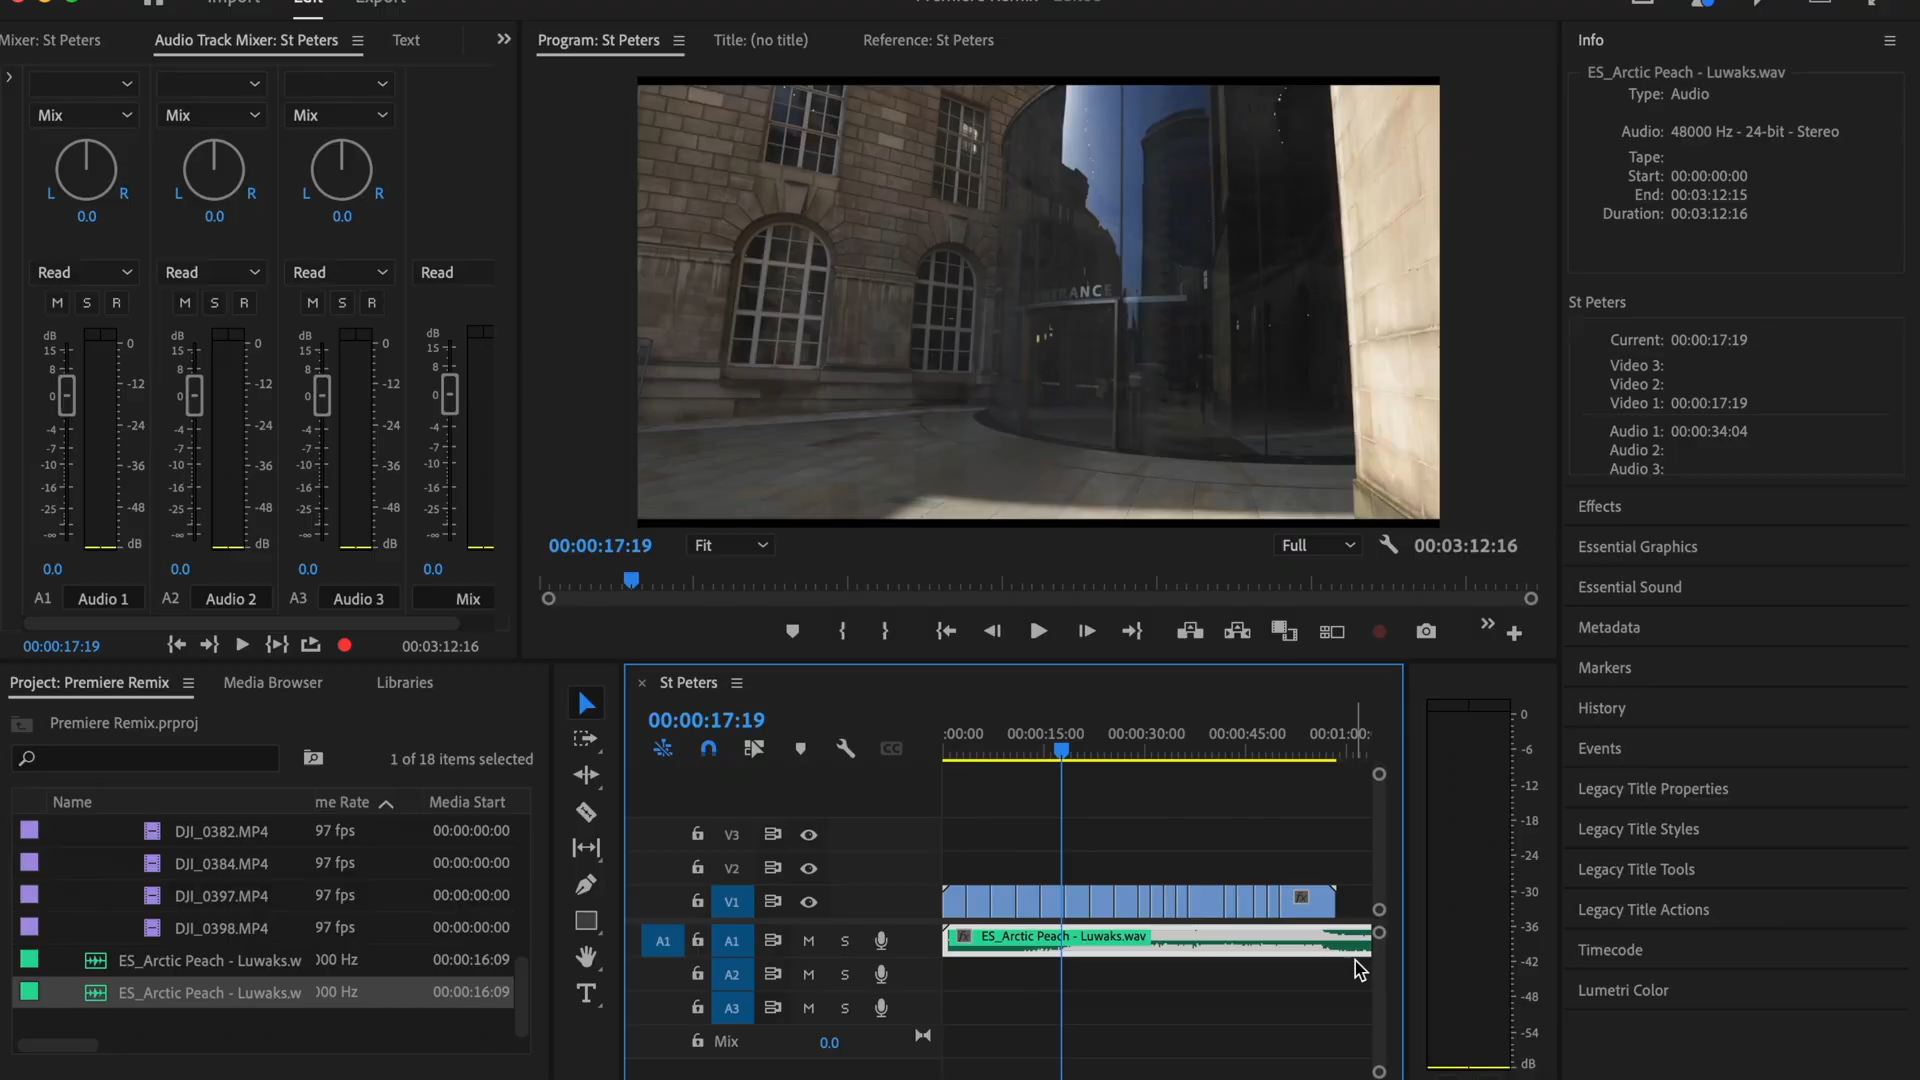 Import
Edit
Export
Mixer: St Peters
Audio Track Mixer: St Peters
Text
Program: St Peters
Title: (no title)
Reference: St Peters
Info
ES_Arctic Peach - Luwaks.wav
Type: Audio
Audio: 48000 Hz - 24-bit - Stereo
Tape:
Start: 00:00:00:00
End: 00:03:12:15
Duration: 00:03:12:16
St Peters
Current: 00:00:17:19
Video 3:
Video 2:
Video 1: 00:00:17:19
Audio 1: 00:00:34:04
Audio 2:
Audio 3:
Effects
Essential Graphics
Essential Sound
Metadata
Markers
History
Events
Legacy Title Properties
Legacy Title Styles
Legacy Title Tools
Legacy Title Actions
Timecode
Lumetri Color
Mix Mix Mix
L R L R L R
0.0 0.0 0.0
Read Read Read Read
M S R M S R M S R
dB dB dB dB
15 15 15 15
8 8 8 8
0 0 0 0
-4 -4 -4 -4
-7 -7 -7 -7
-10 -10 -10 -10
-16 -16 -16 -16
-25 -25 -25 -25
-∞ -∞ -∞ -∞
0 0 0
-12 -12 -12
-24 -24 -24
-36 -36 -36
-48 -48 -48
dB dB dB
0.0 0.0 0.0 0.0
A1 Audio 1 A2 Audio 2 A3 Audio 3 Mix
00:00:17:19
00:03:12:16
RANCE
00:00:17:19 Fit Full 00:03:12:16
Project: Premiere Remix
Media Browser
Libraries
Premiere Remix.prproj
1 of 18 items selected
Name me Rate Media Start
DJI_0382.MP4 97 fps 00:00:00:00
DJI_0384.MP4 97 fps 00:00:00:00
DJI_0397.MP4 97 fps 00:00:00:00
DJI_0398.MP4 97 fps 00:00:00:00
ES_Arctic Peach - Luwaks.w 000 Hz 00:00:16:09
ES_Arctic Peach - Luwaks.w 000 Hz 00:00:16:09
T
St Peters
00:00:17:19
CC
:00:00 00:00:15:00 00:00:30:00 00:00:45:00 00:01:00:
V3
V2
V1
fx
A1 A1 M S
fx ES_Arctic Peach - Luwaks.wav
A2 M S
A3 M S
Mix 0.0
0
-6
-12
-18
-24
-30
-36
-42
-48
-54
dB